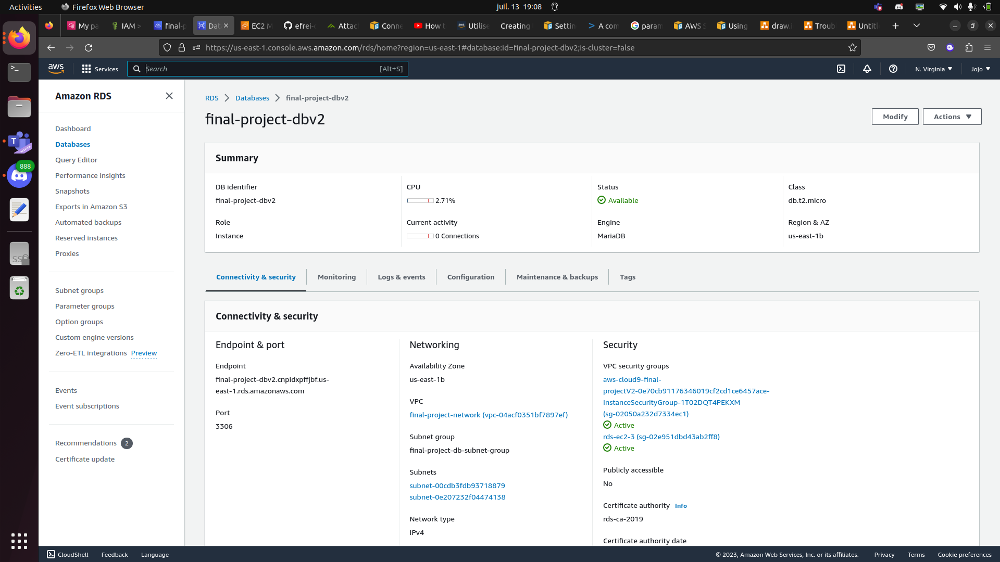 Activities
Firefox Web Browser
juil. 13 19:08
My pa
IAM >
final-p
Dat
EC2 M
efrei-c
Attach
Conne
How t
Utilise
Creating
Settin
A com
param
AWS S
Using
draw.i
Troub
Untitl
https://us-east-1.console.aws.amazon.com/rds/home?region=us-east-1#database:id=final-project-dbv2;is-cluster=false
aws
Services
Search
[Alt+S]
N. Virginia
Jojo
888
SSD
Amazon RDS
Dashboard
Databases
Query Editor
Performance insights
Snapshots
Exports in Amazon S3
Automated backups
Reserved instances
Proxies
Subnet groups
Parameter groups
Option groups
Custom engine versions
Zero-ETL integrations Preview
Events
Event subscriptions
Recommendations 2
Certificate update
RDS > Databases > final-project-dbv2
final-project-dbv2
Modify
Actions
Summary
DB identifier
final-project-dbv2
CPU
2.71%
Status
Available
Class
db.t2.micro
Role
Instance
Current activity
0 Connections
Engine
MariaDB
Region & AZ
us-east-1b
Connectivity & security
Monitoring
Logs & events
Configuration
Maintenance & backups
Tags
Connectivity & security
Endpoint & port
Endpoint
final-project-dbv2.cnpidxpffjbf.us-
east-1.rds.amazonaws.com
Port
3306
Networking
Availability Zone
us-east-1b
VPC
final-project-network (vpc-04acf0351bf7897ef)
Subnet group
final-project-db-subnet-group
Subnets
subnet-00cdb3fdb93718879
subnet-0e207232f04474138
Network type
IPv4
Security
VPC security groups
aws-cloud9-final-
projectV2-0e70cb91176346019cf2cd1ce6457ace-
InstanceSecurityGroup-1T02DQT4PEKXM
(sg-02050a232d7334ec1)
Active
rds-ec2-3 (sg-02e951dbd43ab2ff8)
Active
Publicly accessible
No
Certificate authority Info
rds-ca-2019
Certificate authority date
CloudShell
Feedback
Language
© 2023, Amazon Web Services, Inc. or its affiliates.
Privacy
Terms
Cookie preferences